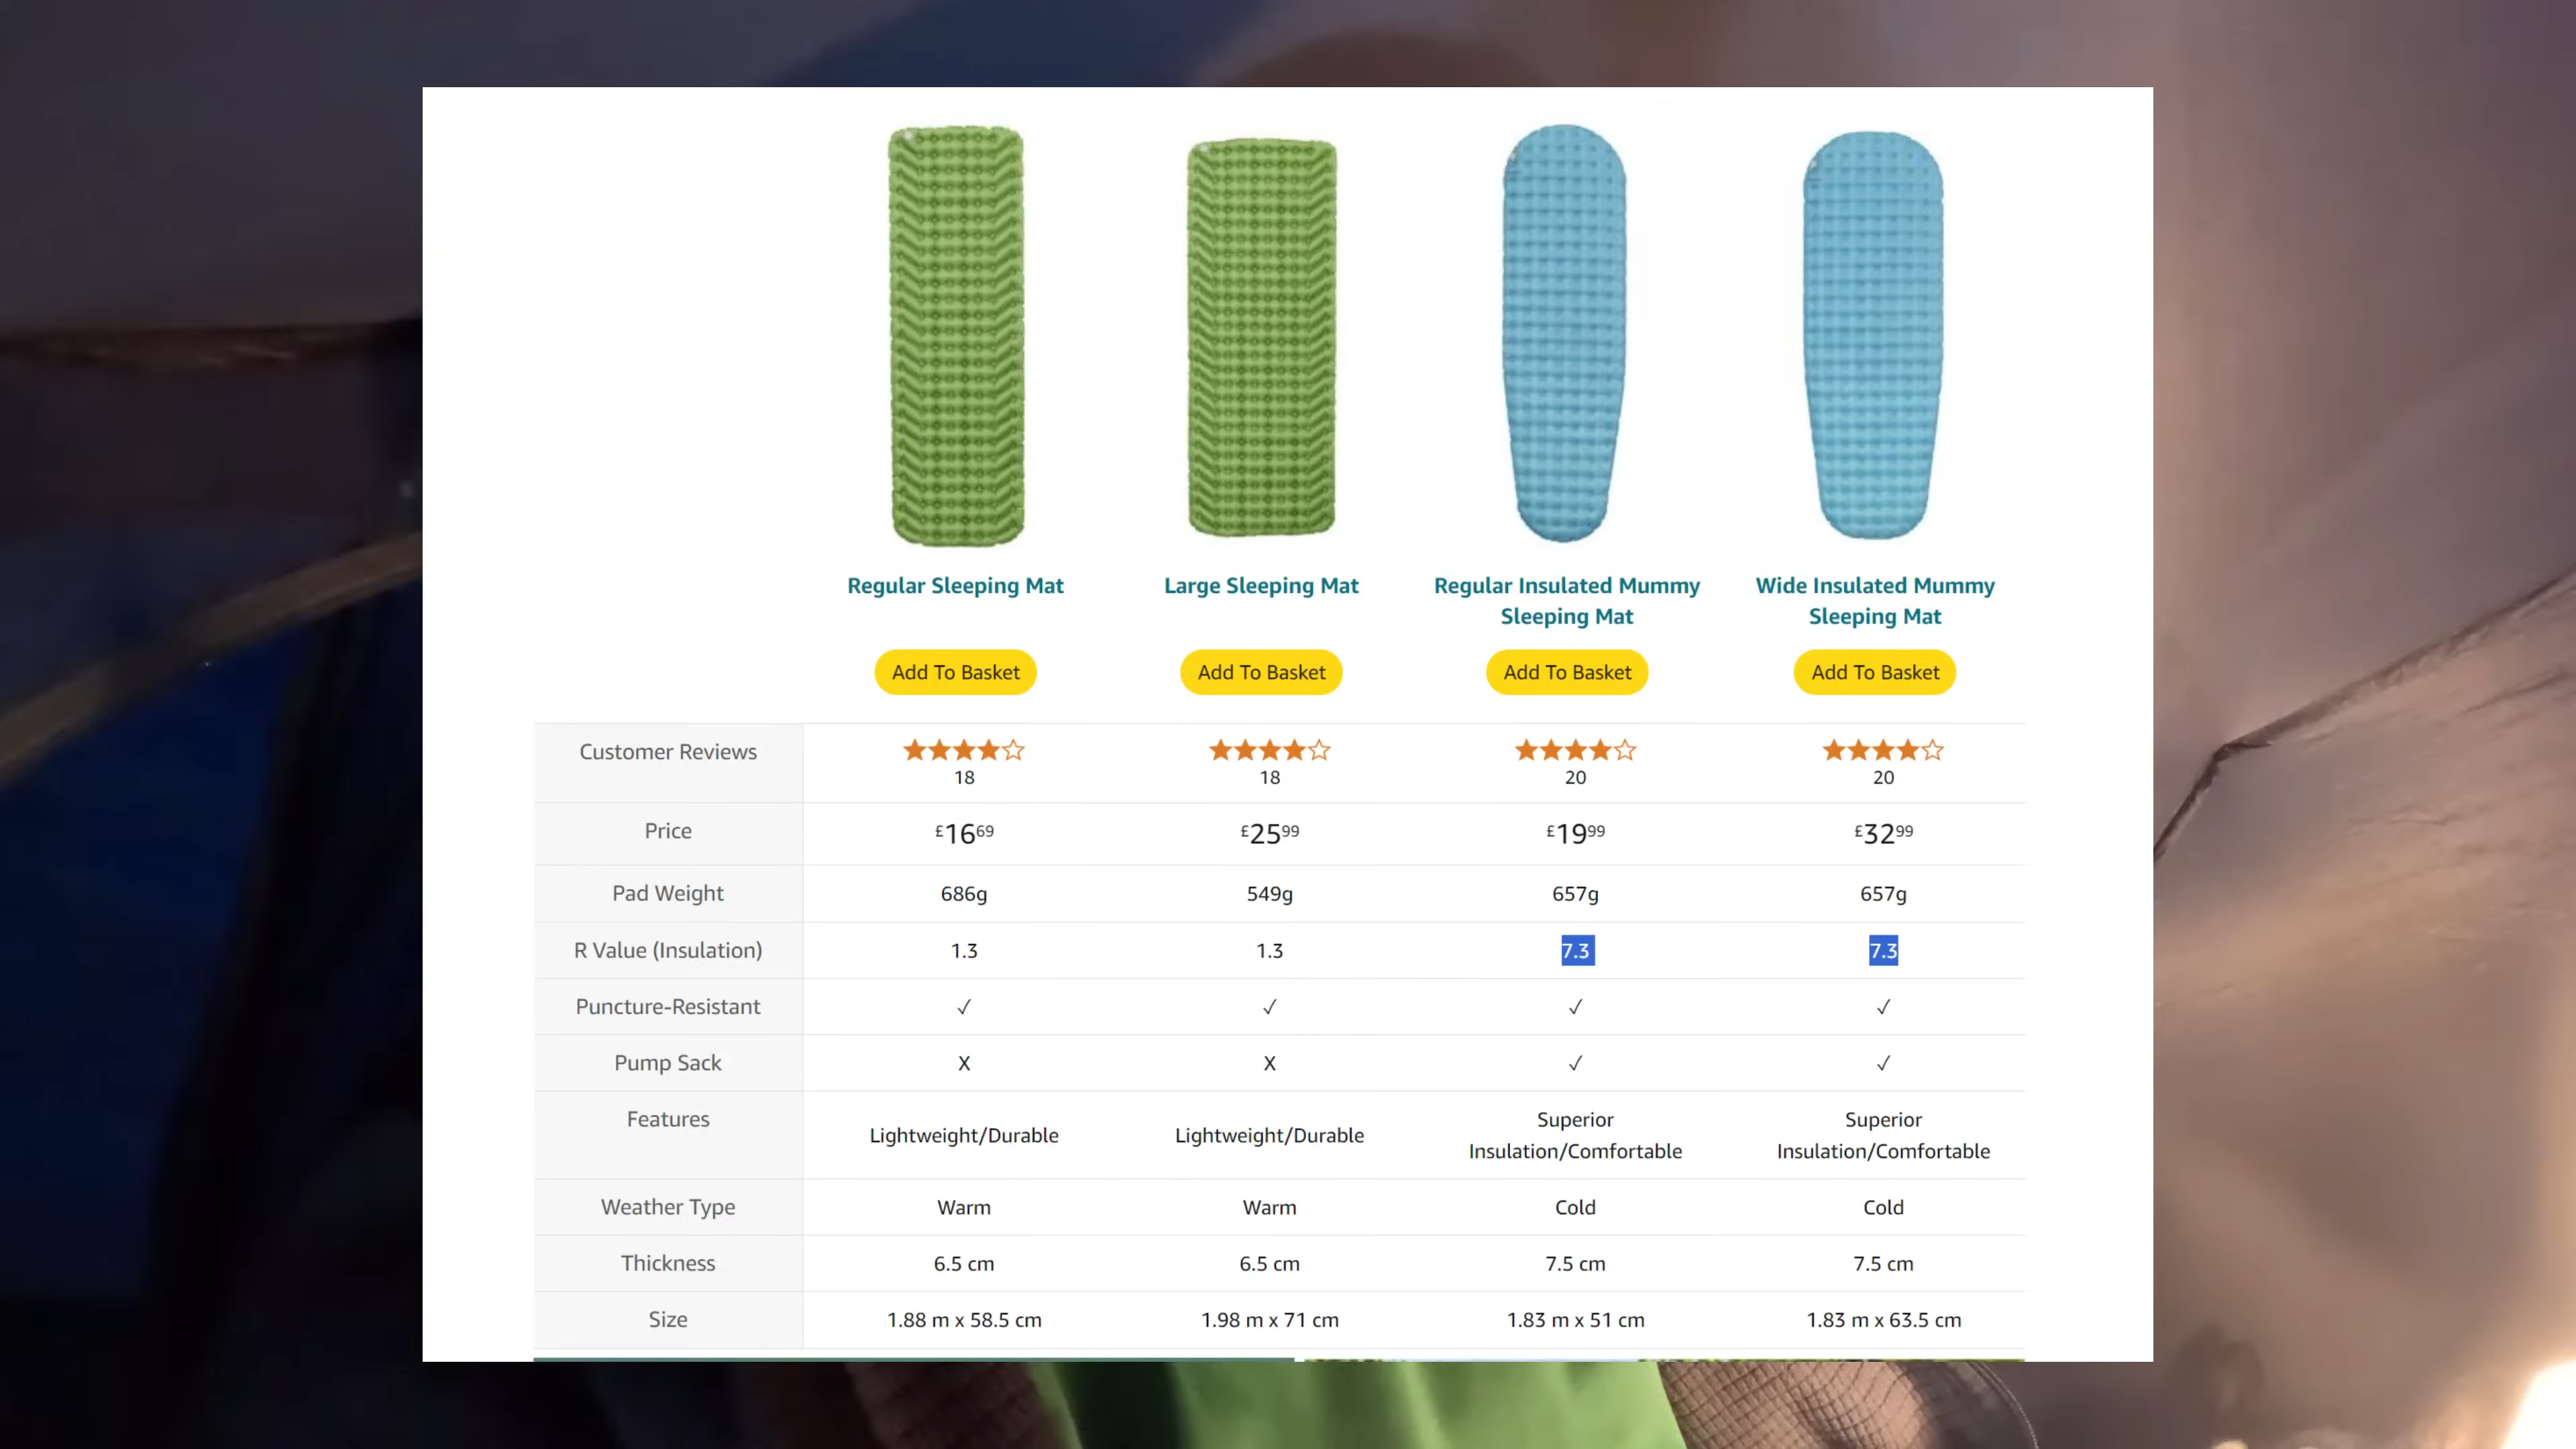 Regular Sleeping Mat
Large Sleeping Mat
Regular Insulated Mummy
Sleeping Mat
Wide Insulated Mummy
Sleeping Mat
Add To Basket
Add To Basket
Add To Basket
Add To Basket
Customer Reviews
18
18
20
20
Price
£1669
£2599
£1999
£3299
Pad Weight
686g
549g
657g
657g
R Value (Insulation)
1.3
1.3
7.3
7.3
Puncture-Resistant
✓
✓
✓
✓
Pump Sack
X
X
✓
✓
Features
Lightweight/Durable
Lightweight/Durable
Superior
Insulation/Comfortable
Superior
Insulation/Comfortable
Weather Type
Warm
Warm
Cold
Cold
Thickness
6.5 cm
6.5 cm
7.5 cm
7.5 cm
Size
1.88 m x 58.5 cm
1.98 m x 71 cm
1.83 m x 51 cm
1.83 m x 63.5 cm